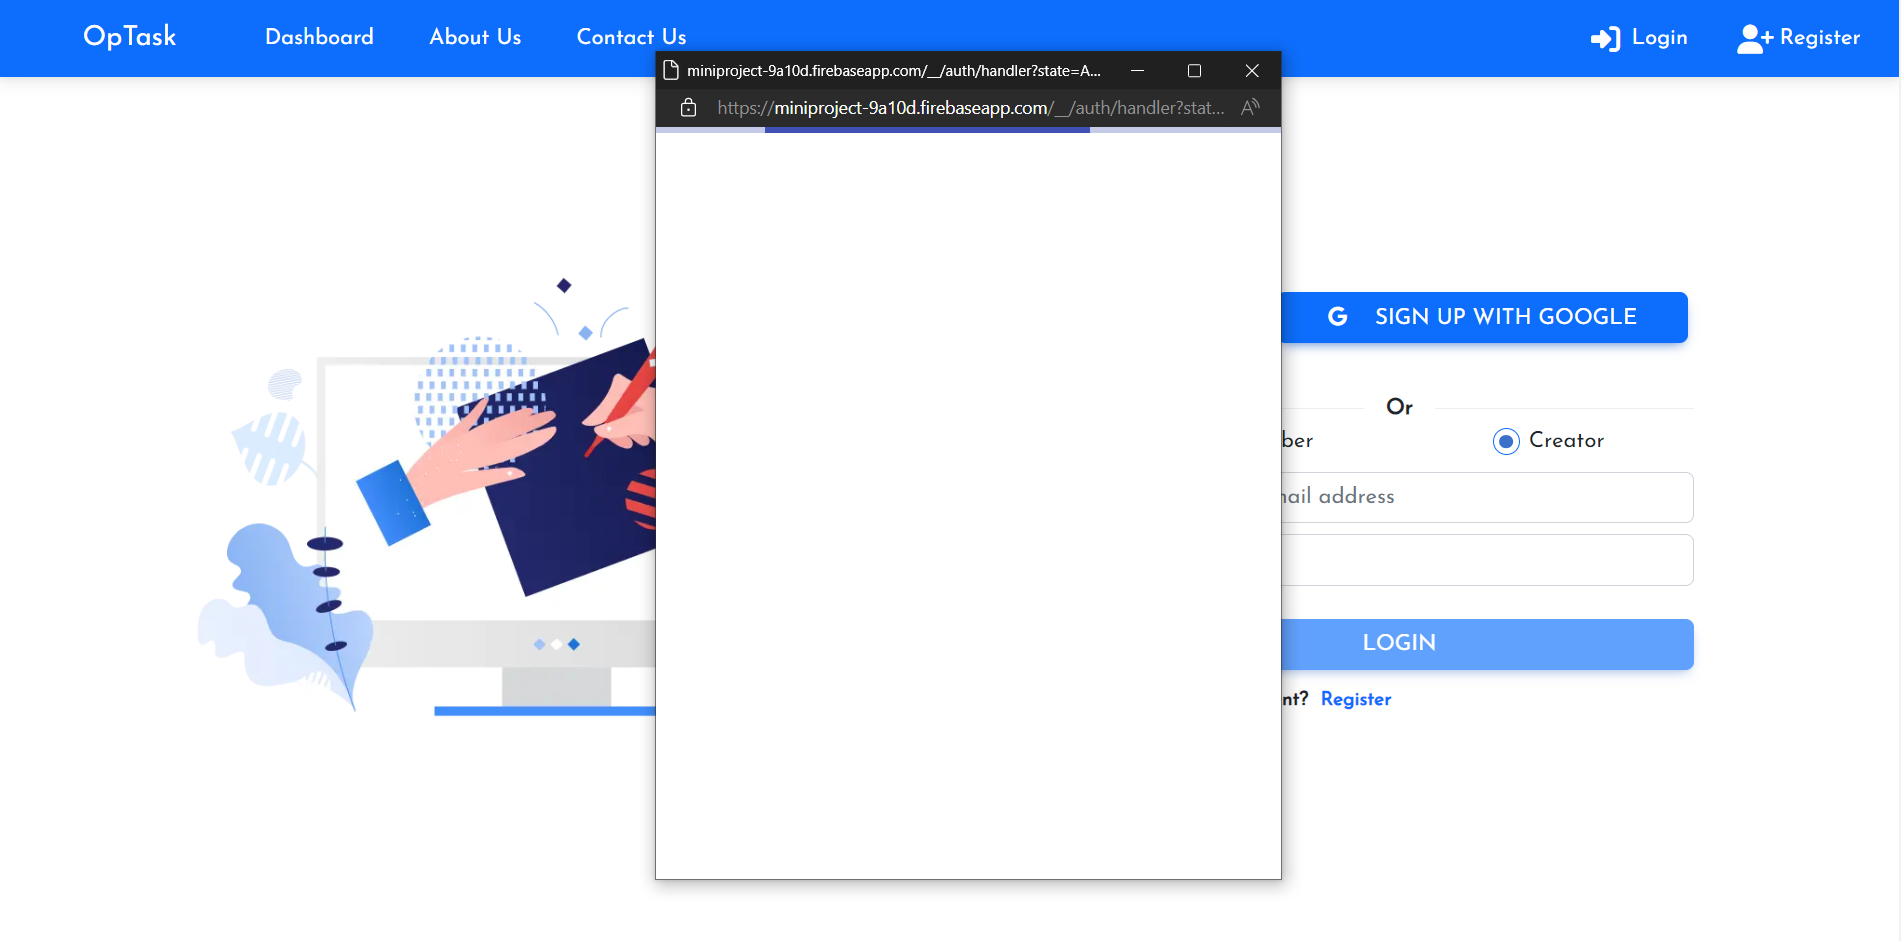 OpTask Dashboard About Us Contact Us Login Register
miniproject-9a10d.firebaseapp.com/__/auth/handler?state=A...
https://miniproject-9a10d.firebaseapp.com/__/auth/handler?stat...
G SIGN UP WITH GOOGLE
Or
ber Creator
ail address
LOGIN
nt? Register